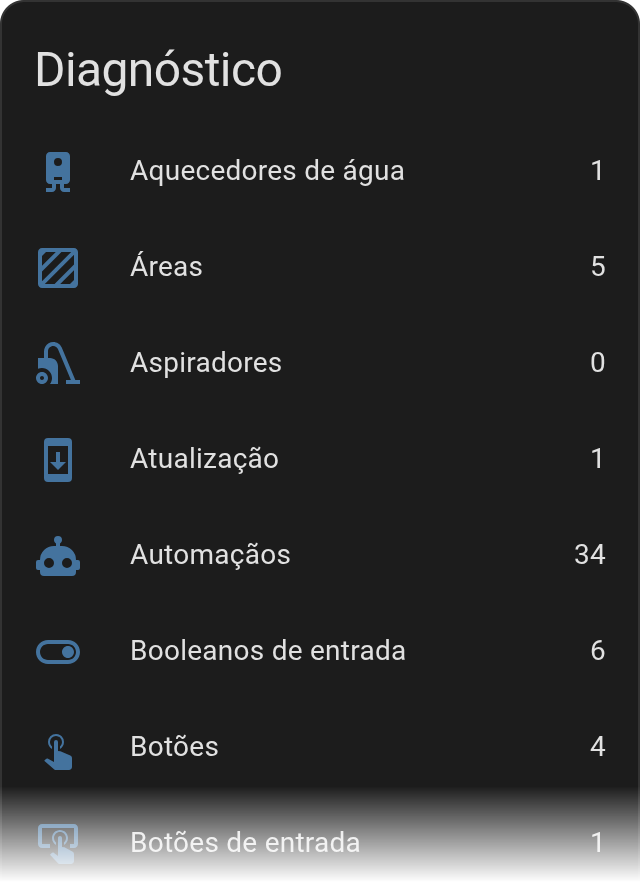 Diagnóstico
Aquecedores de água 1
Áreas 5
Aspiradores 0
Atualização 1
Automaçãos 34
Booleanos de entrada 6
Botões 4
Botões de entrada 1